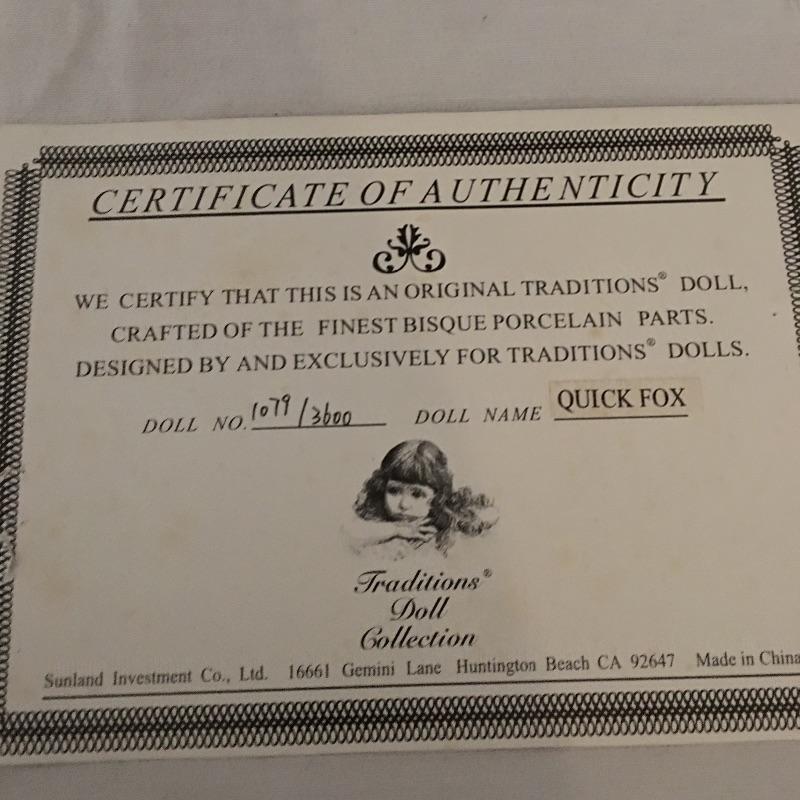 CERTIFICATE OF AUTHENTICITY
WE CERTIFY THAT THIS IS AN ORIGINAL TRADITIONS® DOLL,
CRAFTED OF THE FINEST BISQUE PORCELAIN PARTS.
DESIGNED BY AND EXCLUSIVELY FOR TRADITIONS® DOLLS.
DOLL NO. 1079/3600 DOLL NAME QUICK FOX
Traditions®
Doll
Collection
Sunland Investment Co., Ltd. 16661 Gemini Lane Huntington Beach CA 92647 Made in China